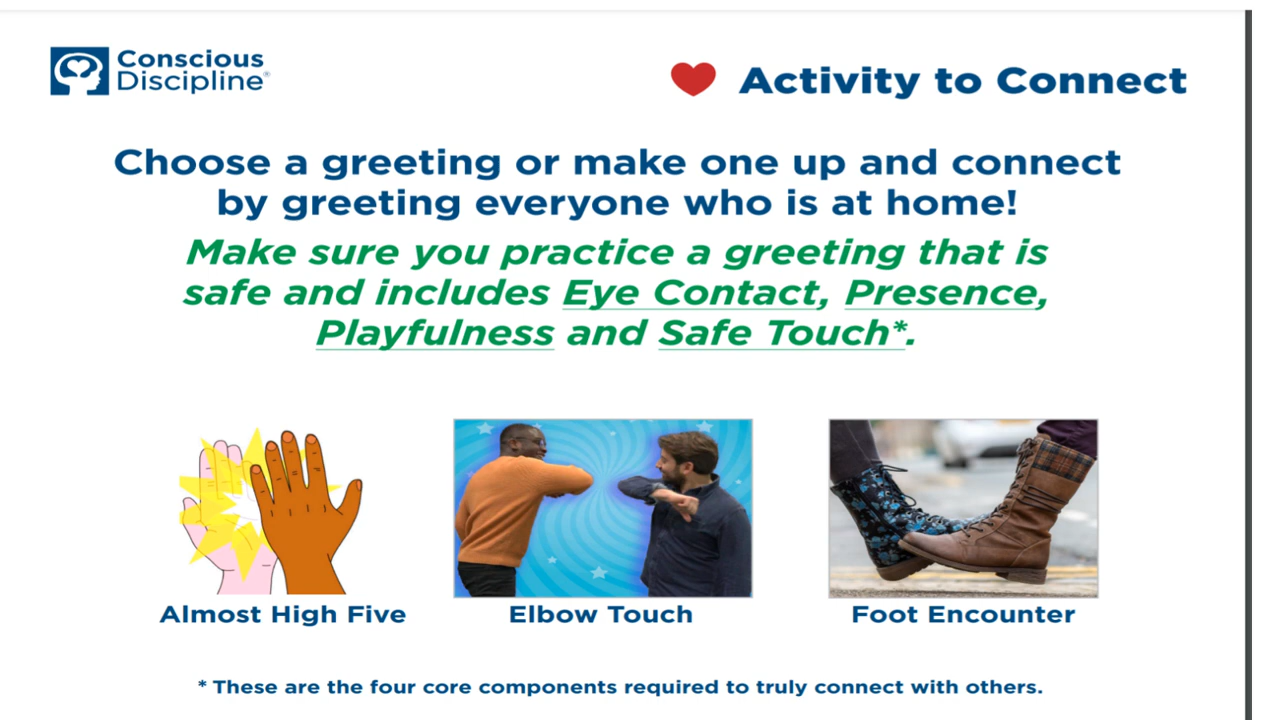 Conscious
Discipline®
Activity to Connect
Choose a greeting or make one up and connect
by greeting everyone who is at home!
Make sure you practice a greeting that is
safe and includes Eye Contact, Presence,
Playfulness and Safe Touch*.
Almost High Five
Elbow Touch
Foot Encounter
* These are the four core components required to truly connect with others.